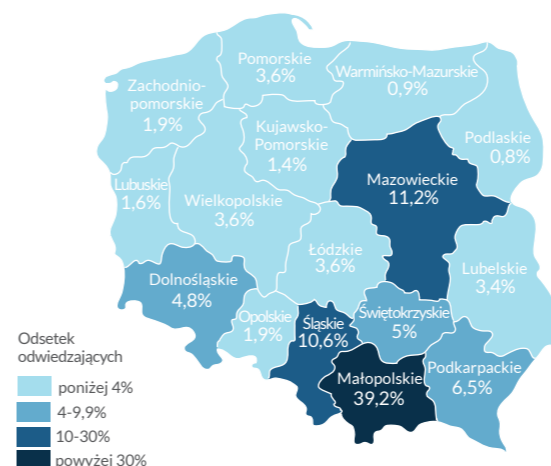 Pomorskie
3,6%
Warmińsko-Mazurskie
0,9%
Zachodnio-
pomorskie
1,9%
Kujawsko-
Pomorskie
1,4%
Podlaskie
0,8%
Mazowieckie
11,2%
Lubuskie
1,6%
Wielkopolskie
3,6%
Łódzkie
3,6%
Lubelskie
3,4%
Dolnośląskie
4,8%
Opolskie
1,9%
Śląskie
10,6%
Świętokrzyskie
5%
Małopolskie
39,2%
Podkarpackie
6,5%
Odsetek
odwiedzających
poniżej 4%
4-9,9%
10-30%
powyżej 30%